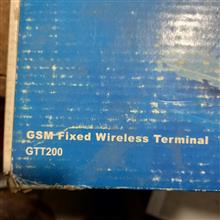 GSM Fixed Wireless Terminal
GTT200